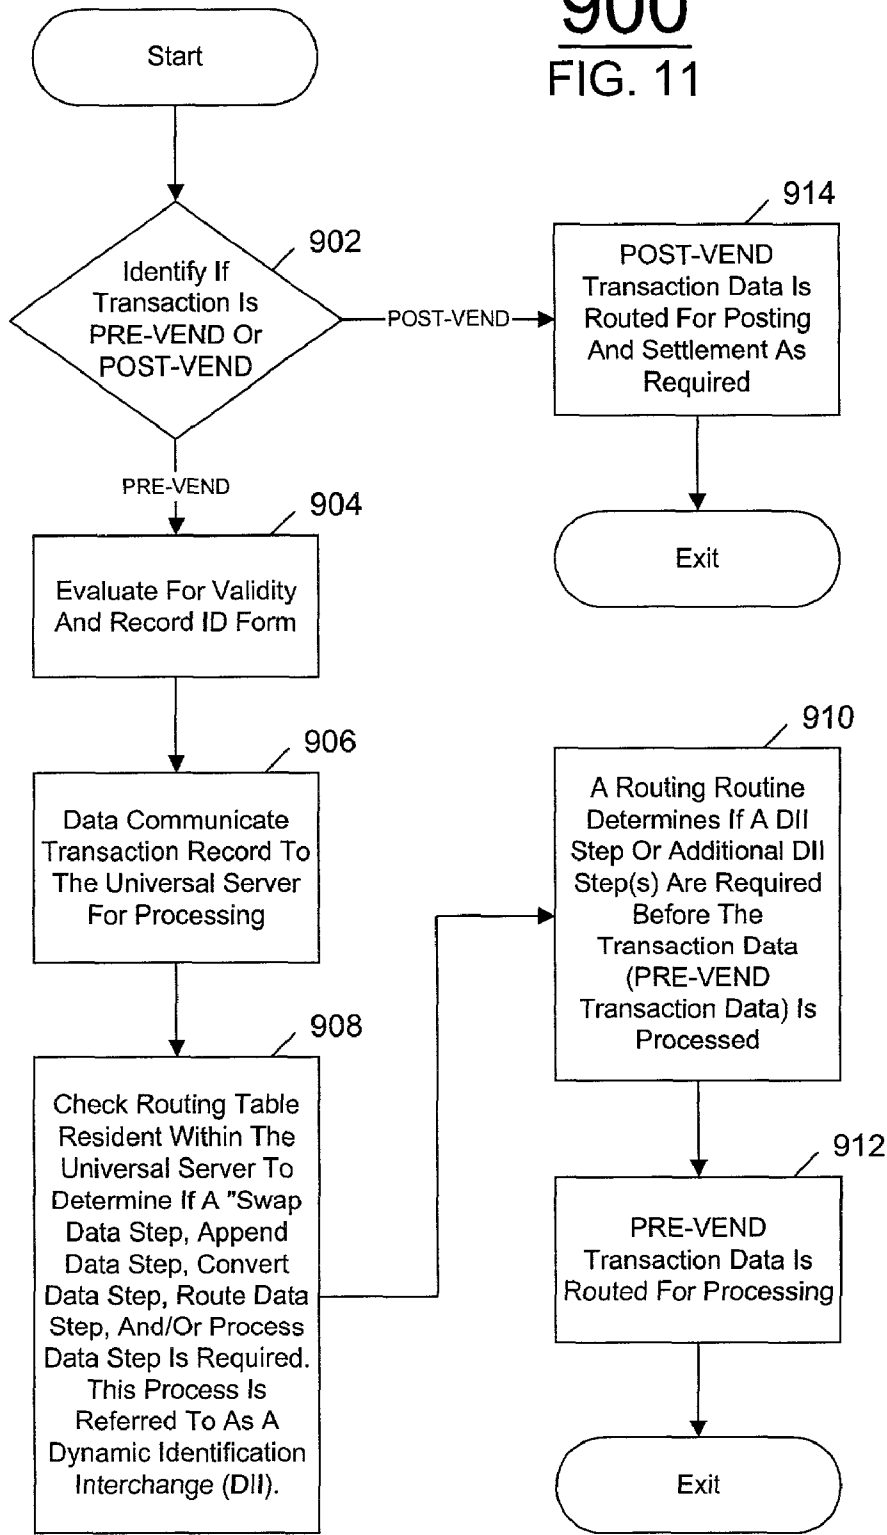 900
FIG. 11
Start
902
Identify If
Transaction Is
PRE-VEND Or
POST-VEND
POST-VEND
914
POST-VEND
Transaction Data Is
Routed For Posting
And Settlement As
Required
Exit
PRE-VEND
904
Evaluate For Validity
And Record ID Form
906
Data Communicate
Transaction Record To
The Universal Server
For Processing
908
Check Routing Table
Resident Within The
Universal Server To
Determine If A "Swap
Data Step, Append
Data Step, Convert
Data Step, Route Data
Step, And/Or Process
Data Step Is Required.
This Process Is
Referred To As A
Dynamic Identification
Interchange (DII).
910
A Routing Routine
Determines If A DII
Step Or Additional DII
Step(s) Are Required
Before The
Transaction Data
(PRE-VEND
Transaction Data) Is
Processed
912
PRE-VEND
Transaction Data Is
Routed For Processing
Exit